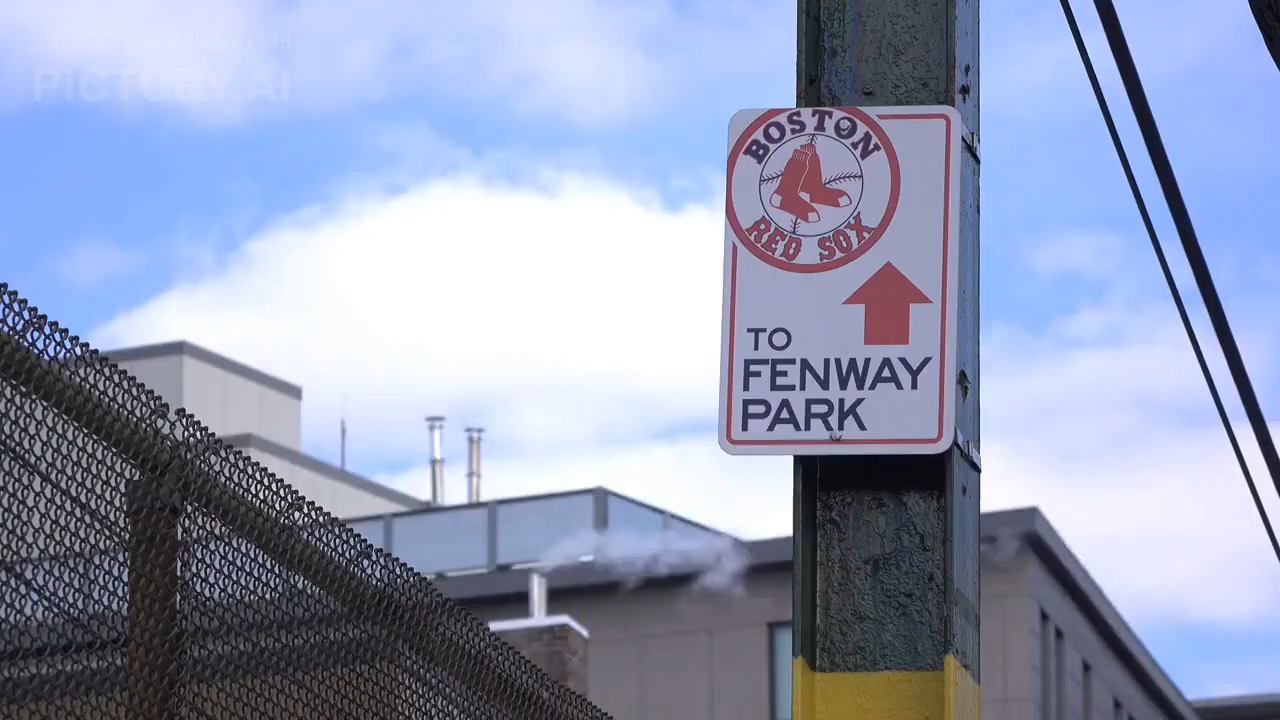 PICTORY.AI
BOSTON
RED SOX
TO
FENWAY
PARK